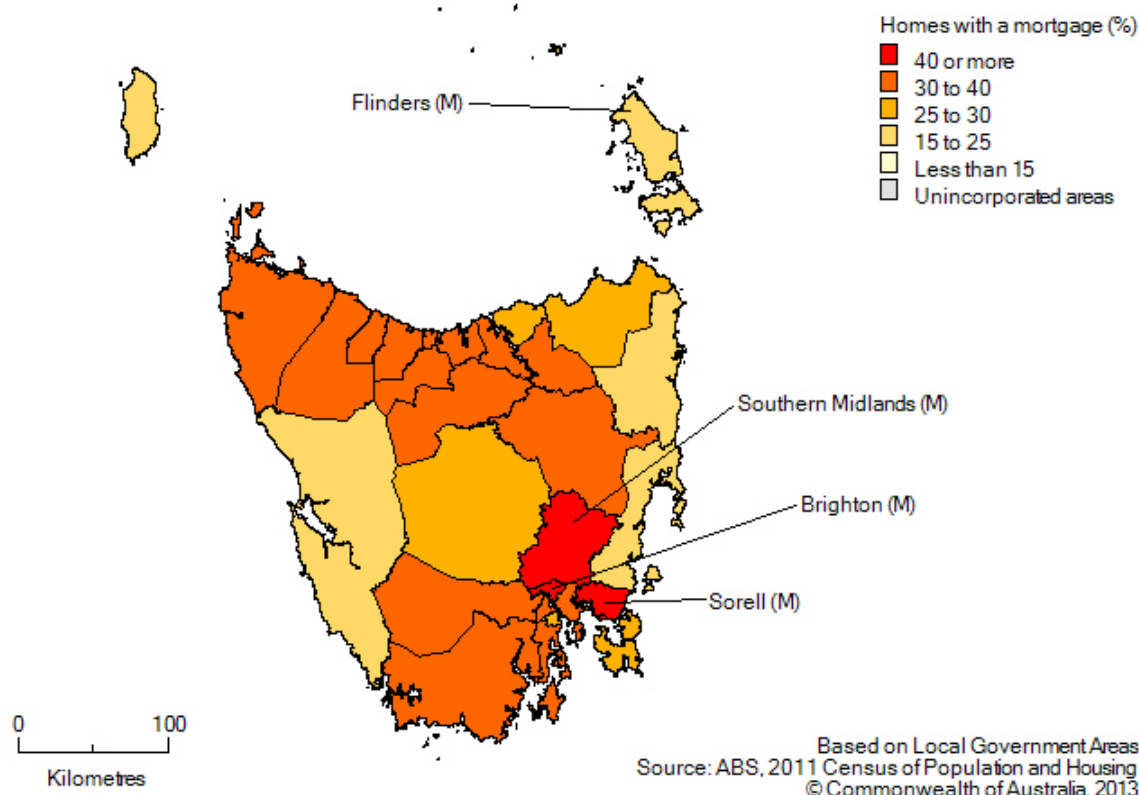 Homes with a mortgage (%)
40 or more
30 to 40
25 to 30
15 to 25
Less than 15
Unincorporated areas
Flinders (M)
Southern Midlands (M)
Brighton (M)
Sorell (M)
0 100
Kilometres
Based on Local Government Areas
Source: ABS, 2011 Census of Population and Housing
© Commonwealth of Australia, 2013